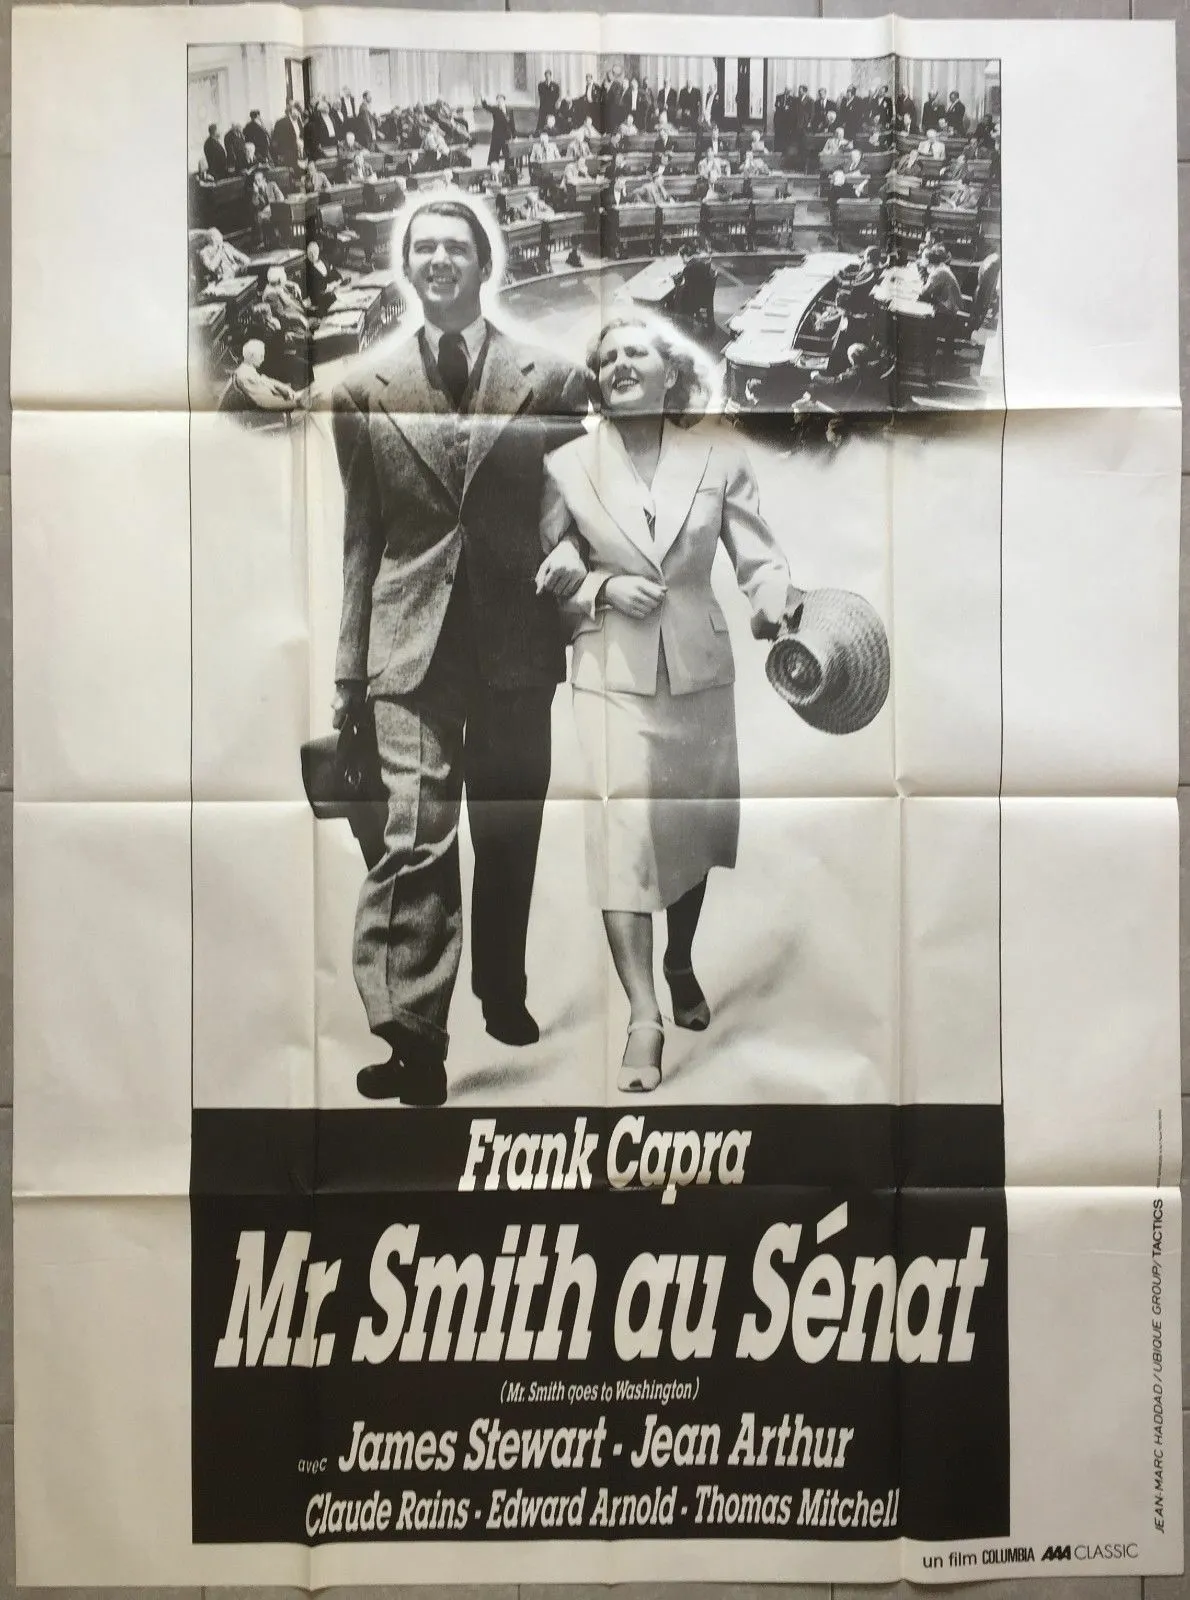 Frank Capra
Mr. Smith au Sénat
(Mr. Smith goes to Washington)
avec James Stewart - Jean Arthur
Claude Rains - Edward Arnold - Thomas Mitchell
un film COLUMBIA AAA CLASSIC
JEAN-MARC HADDAD / UBIQUE GROUP/TACTICS